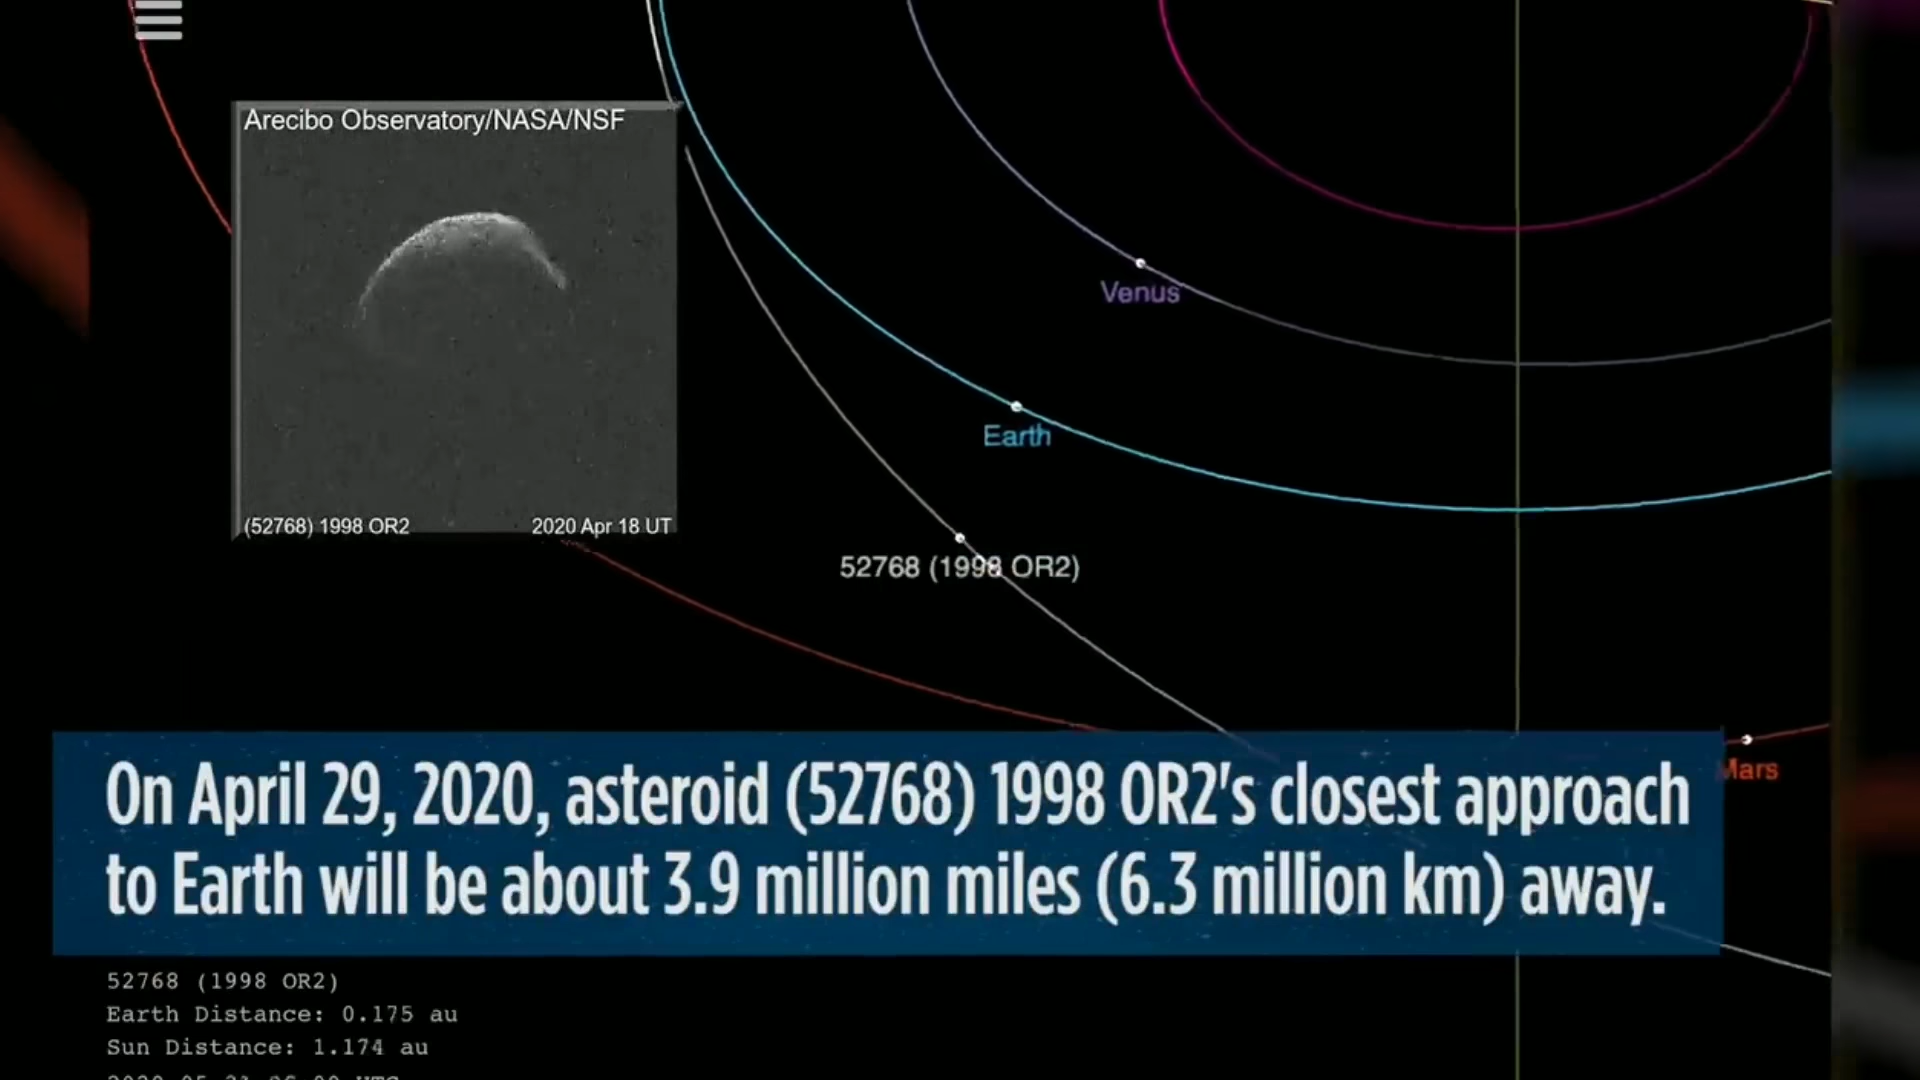 Arecibo Observatory/NASA/NSF
Venus
Earth
(52768) 1998 OR2
2020 Apr 18 UT
52768 (1998 OR2)
Mars
On April 29, 2020, asteroid (52768) 1998 OR2's closest approach
to Earth will be about 3.9 million miles (6.3 million km) away.
52768 (1998 OR2)
Earth Distance: 0.175 au
Sun Distance: 1.174 au